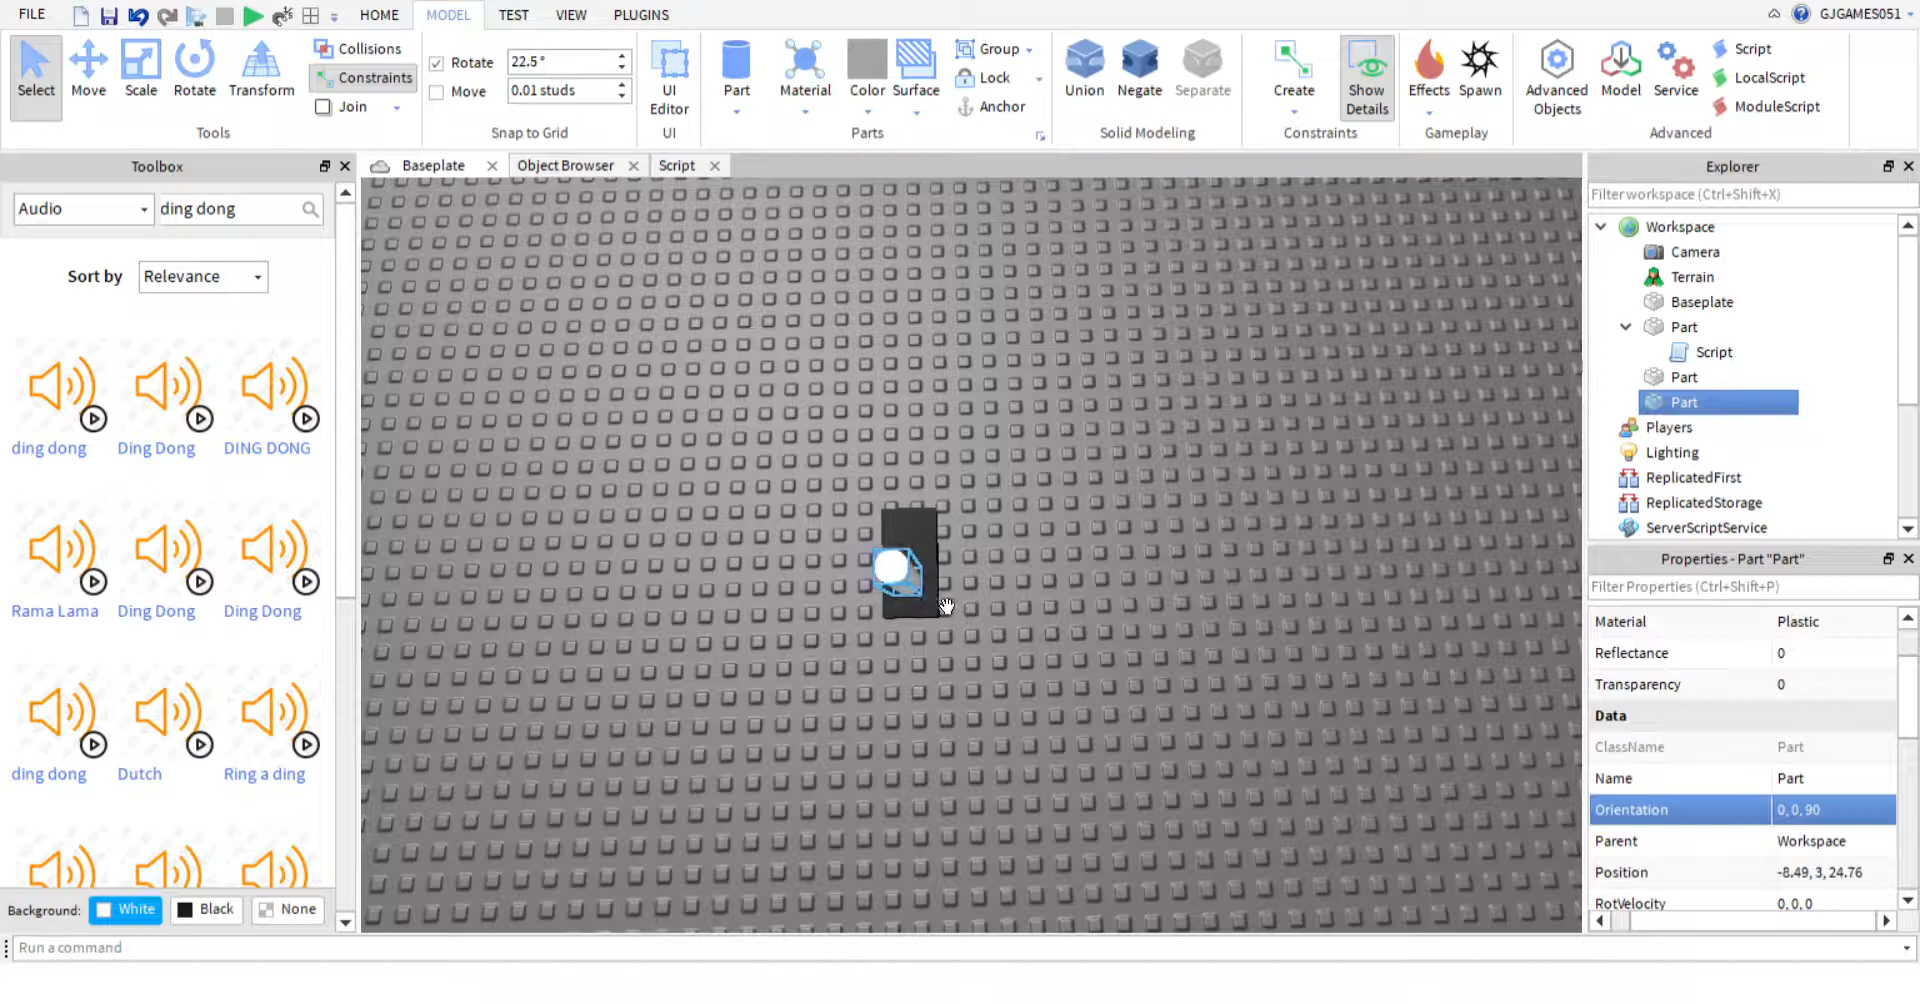 FILE HOME MODEL TEST VIEW PLUGINS GJGAMES051
Select Move Scale Rotate Transform
Collisions
Constraints
Join
Tools
Rotate 22.5°
Move 0.01 studs
Snap to Grid
UI Editor
UI
Part Material Color Surface
Group
Lock
Anchor
Parts
Union Negate Separate
Solid Modeling
Create Show Details
Constraints
Effects Spawn
Gameplay
Advanced Objects Model Service
Script
LocalScript
ModuleScript
Advanced
Toolbox
Baseplate Object Browser Script
Audio ding dong
Sort by Relevance
ding dong Ding Dong DING DONG
Rama Lama Ding Dong Ding Dong
ding dong Dutch Ring a ding
Background: White Black None
Run a command
Explorer
Filter workspace (Ctrl+Shift+X)
Workspace
Camera
Terrain
Baseplate
Part
Script
Part
Part
Players
Lighting
ReplicatedFirst
ReplicatedStorage
ServerScriptService
Properties - Part "Part"
Filter Properties (Ctrl+Shift+P)
Material Plastic
Reflectance 0
Transparency 0
Data
ClassName Part
Name Part
Orientation 0, 0, 90
Parent Workspace
Position -8.49, 3, 24.76
RotVelocity 0, 0, 0